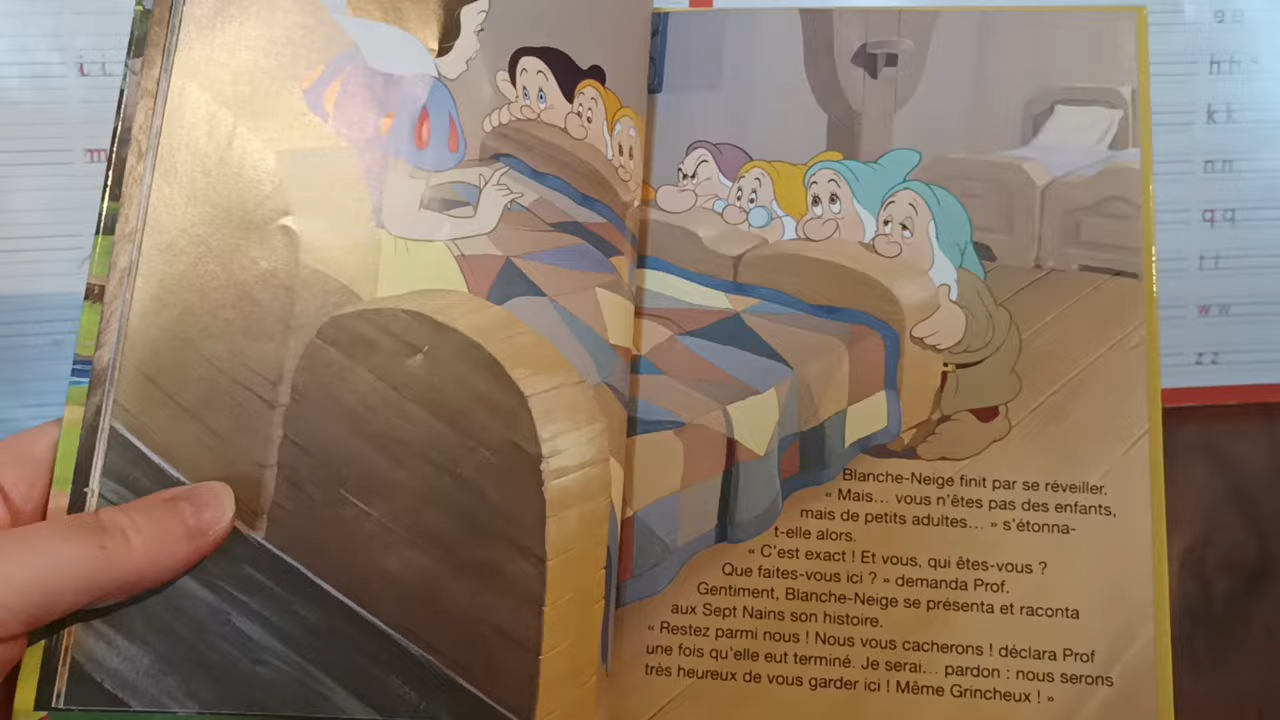 i i
m
e e
h h
k k
n n
q q
t t
w w
z z
Blanche-Neige finit par se réveiller.
« Mais... vous n'êtes pas des enfants,
mais de petits adultes... » s'étonna-
t-elle alors.
« C'est exact ! Et vous, qui êtes-vous ?
Que faites-vous ici ? » demanda Prof.
Gentiment, Blanche-Neige se présenta et raconta
aux Sept Nains son histoire.
« Restez parmi nous ! Nous vous cacherons ! déclara Prof
une fois qu'elle eut terminé. Je serai... pardon : nous serons
très heureux de vous garder ici ! Même Grincheux ! »